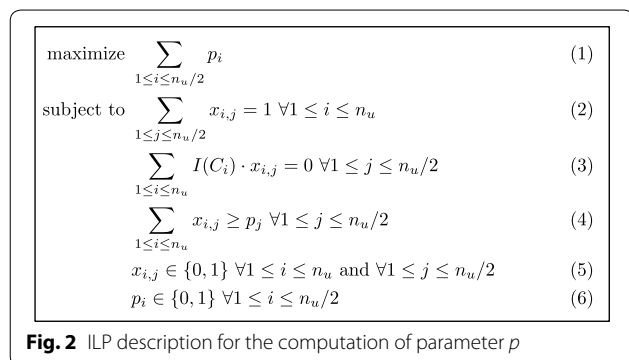 maximize ∑_{1≤i≤n_u/2} p_i (1)
subject to ∑_{1≤j≤n_u/2} x_{i,j} = 1 ∀1 ≤ i ≤ n_u (2)
∑_{1≤i≤n_u} I(C_i) · x_{i,j} = 0 ∀1 ≤ j ≤ n_u/2 (3)
∑_{1≤i≤n_u} x_{i,j} ≥ p_j ∀1 ≤ j ≤ n_u/2 (4)
x_{i,j} ∈ {0, 1} ∀1 ≤ i ≤ n_u and ∀1 ≤ j ≤ n_u/2 (5)
p_i ∈ {0, 1} ∀1 ≤ i ≤ n_u/2 (6)
Fig. 2 ILP description for the computation of parameter p